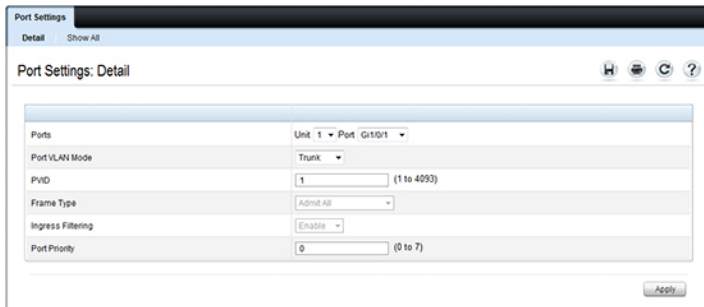 Port Settings
Detail Show All
Port Settings: Detail
?
Ports Unit 1 Port Gi1/0/1
Port VLAN Mode Trunk
PVID 1 (1 to 4093)
Frame Type Admit All
Ingress Filtering Enable
Port Priority 0 (0 to 7)
Apply